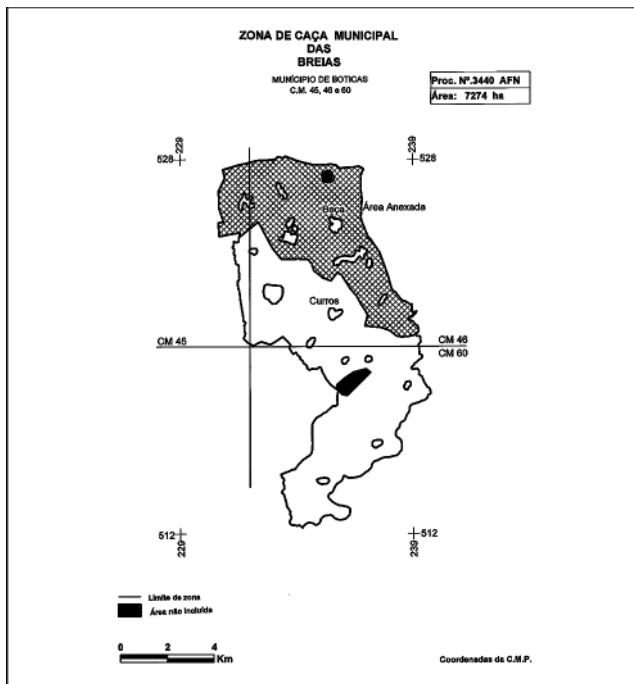 ZONA DE CAÇA MUNICIPAL
DAS
BREIAS
MUNÍCIPIO DE BOTICAS
C.M. 45, 46 e 60
Proc. Nº.3440 AFN
Área: 7274 ha
229
239
528
528
Beça
Área Anexada
Curros
CM 45
CM 46
CM 60
512
512
229
239
Limite de zona
Área não incluída
0 2 4
Km
Coordenadas da C.M.P.